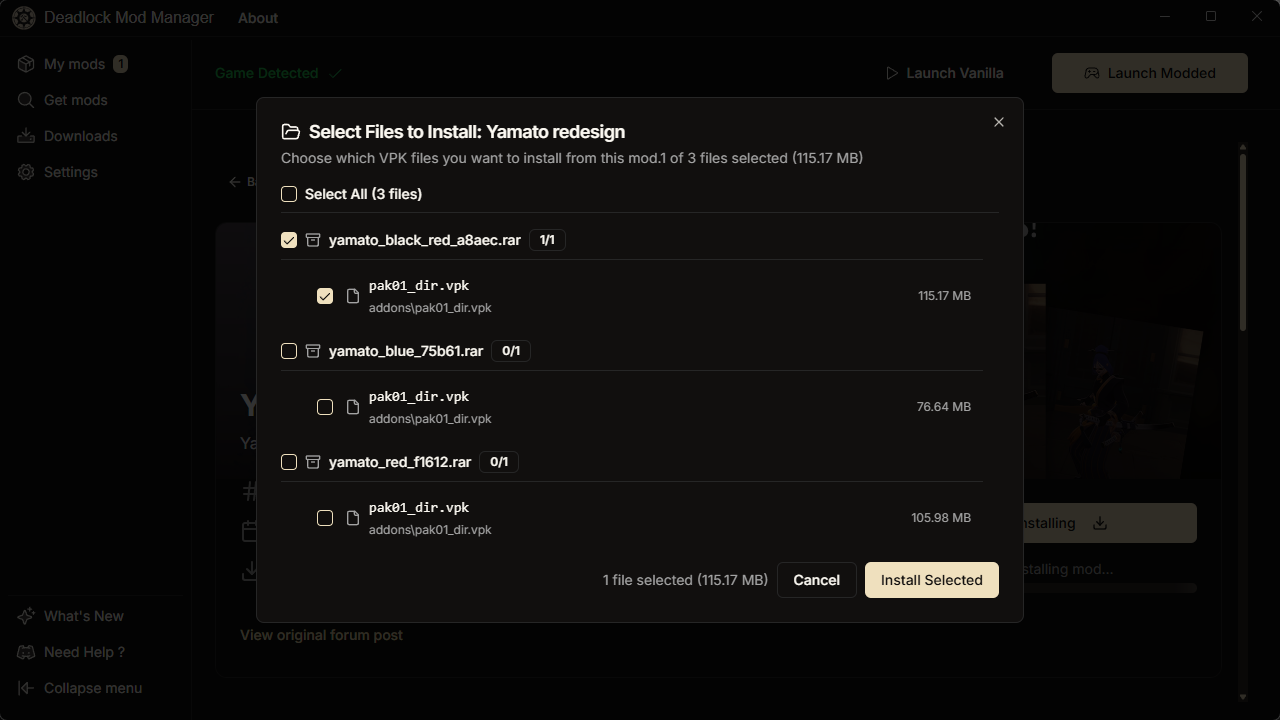 Deadlock Mod Manager About
My mods 1
Get mods
Downloads
Settings
Game Detected
Launch Vanilla
Launch Modded
Select Files to Install: Yamato redesign
Choose which VPK files you want to install from this mod.1 of 3 files selected (115.17 MB)
Select All (3 files)
yamato_black_red_a8aec.rar 1/1
pak01_dir.vpk
addons\pak01_dir.vpk
115.17 MB
yamato_blue_75b61.rar 0/1
pak01_dir.vpk
addons\pak01_dir.vpk
76.64 MB
yamato_red_f1612.rar 0/1
pak01_dir.vpk
addons\pak01_dir.vpk
105.98 MB
1 file selected (115.17 MB)
Cancel
Install Selected
nstalling
stalling mod...
View original forum post
What's New
Need Help ?
Collapse menu